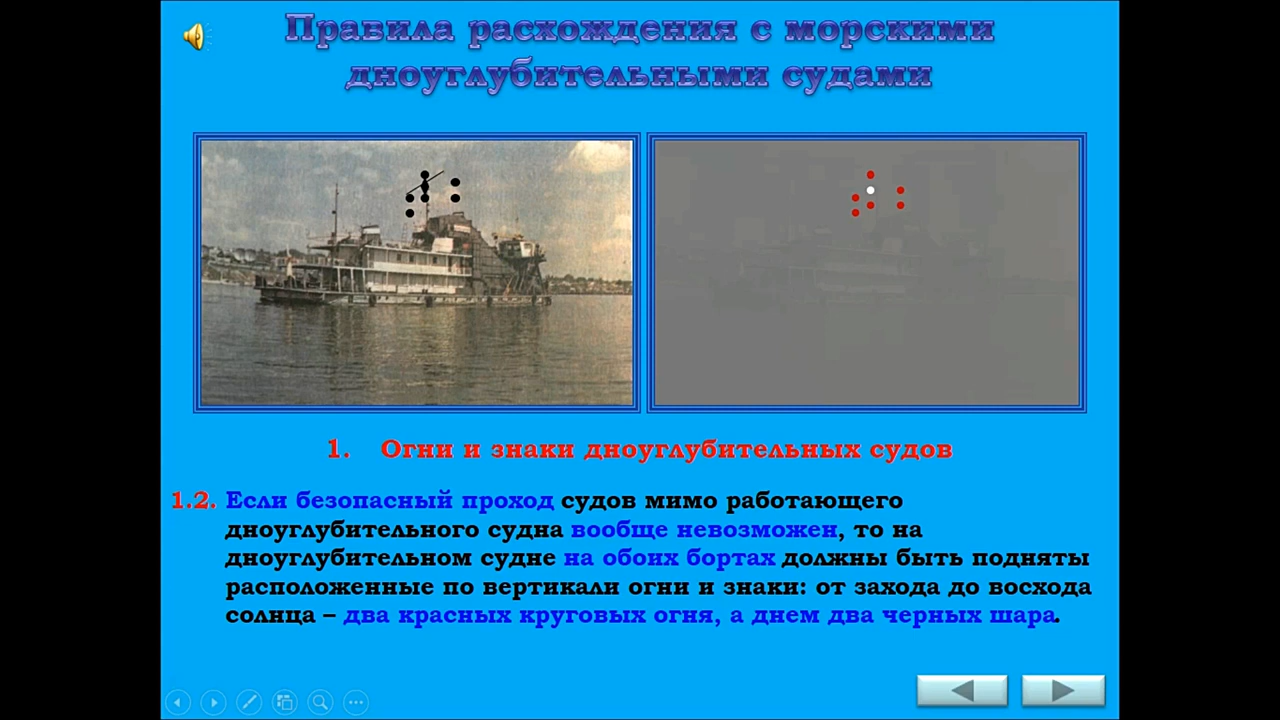 Правила расхождения с морскими
дноуглубительными судами
1. Огни и знаки дноуглубительных судов
1.2. Если безопасный проход судов мимо работающего
дноуглубительного судна вообще невозможен, то на
дноуглубительном судне на обоих бортах должны быть подняты
расположенные по вертикали огни и знаки: от захода до восхода
солнца – два красных круговых огня, а днем два черных шара.